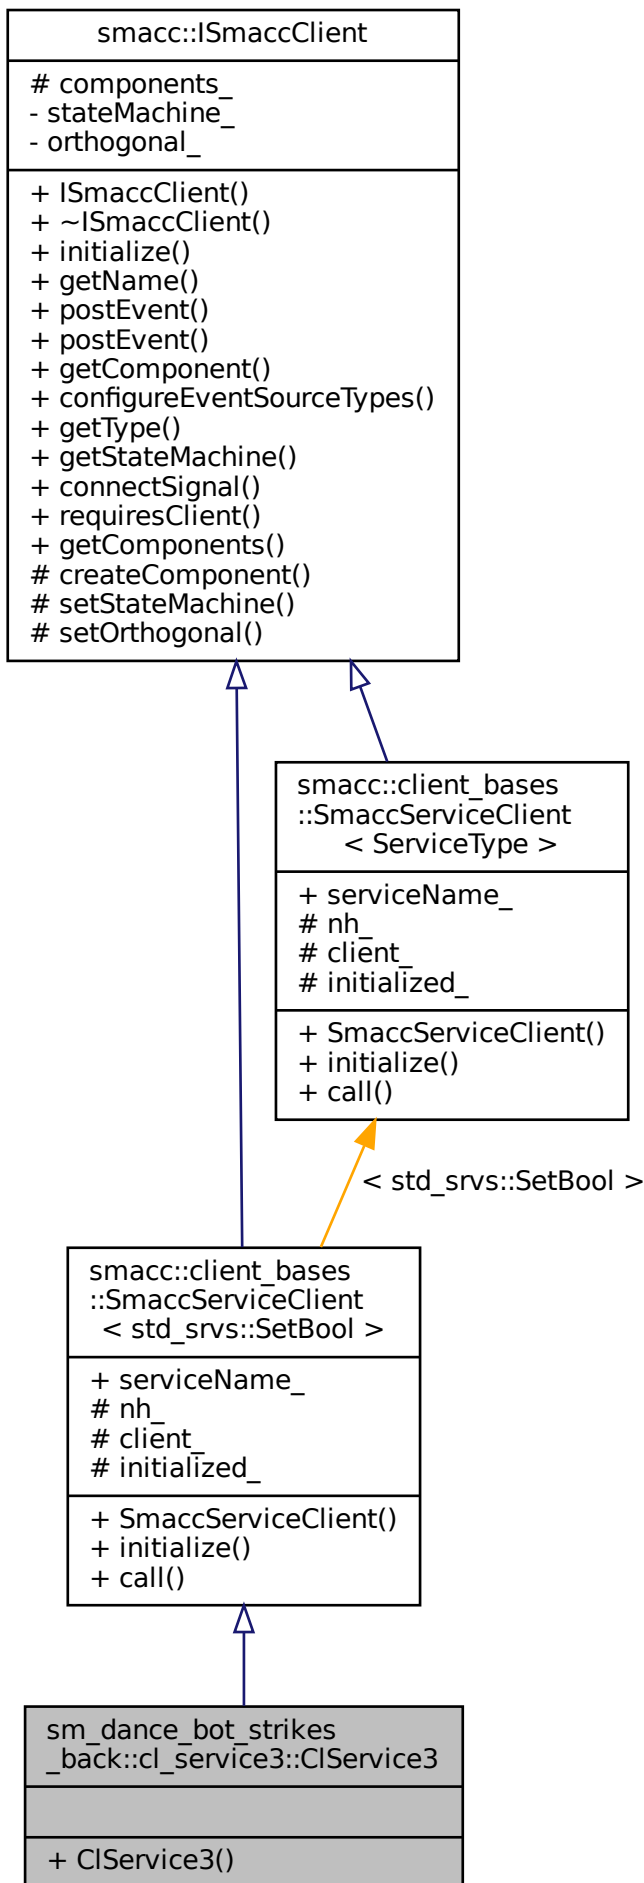 smacc::ISmaccClient
# components_
- stateMachine_
- orthogonal_
+ ISmaccClient()
+ ~ISmaccClient()
+ initialize()
+ getName()
+ postEvent()
+ postEvent()
+ getComponent()
+ configureEventSourceTypes()
+ getType()
+ getStateMachine()
+ connectSignal()
+ requiresClient()
+ getComponents()
# createComponent()
# setStateMachine()
# setOrthogonal()
smacc::client_bases
::SmaccServiceClient
< ServiceType >
+ serviceName_
# nh_
# client_
# initialized_
+ SmaccServiceClient()
+ initialize()
+ call()
< std_srvs::SetBool >
smacc::client_bases
::SmaccServiceClient
< std_srvs::SetBool >
+ serviceName_
# nh_
# client_
# initialized_
+ SmaccServiceClient()
+ initialize()
+ call()
sm_dance_bot_strikes
_back::cl_service3::ClService3
+ ClService3()